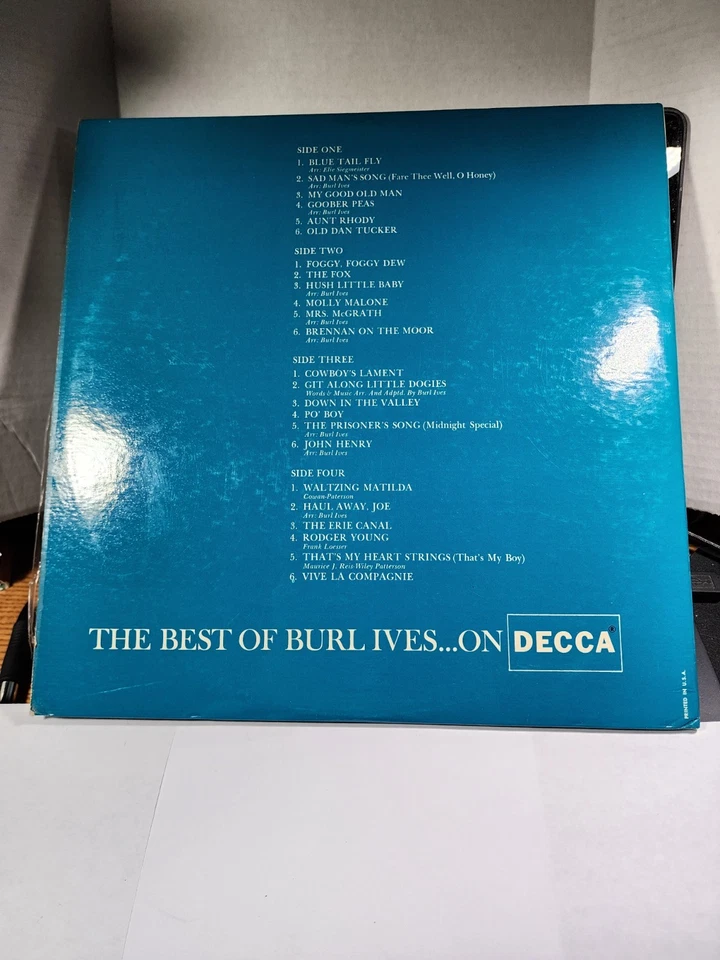 SIDE ONE
1. BLUE TAIL FLY
Arr: Elie Siegmeister
2. SAD MAN'S SONG (Fare Thee Well, O Honey)
Arr: Burl Ives
3. MY GOOD OLD MAN
4. GOOBER PEAS
Arr: Burl Ives
5. AUNT RHODY
6. OLD DAN TUCKER
SIDE TWO
1. FOGGY, FOGGY DEW
2. THE FOX
3. HUSH LITTLE BABY
Arr: Burl Ives
4. MOLLY MALONE
5. MRS. McGRATH
Arr: Burl Ives
6. BRENNAN ON THE MOOR
Arr: Burl Ives
SIDE THREE
1. COWBOY'S LAMENT
2. GIT ALONG LITTLE DOGIES
Words & Music Arr. And Adptd. By Burl Ives
3. DOWN IN THE VALLEY
4. PO' BOY
5. THE PRISONER'S SONG (Midnight Special)
Arr: Burl Ives
6. JOHN HENRY
Arr: Burl Ives
SIDE FOUR
1. WALTZING MATILDA
Cowan-Paterson
2. HAUL AWAY, JOE
Arr: Burl Ives
3. THE ERIE CANAL
4. RODGER YOUNG
Frank Loesser
5. THAT'S MY HEART STRINGS (That's My Boy)
Maurice J. Reis-Wiley Patterson
6. VIVE LA COMPAGNIE
THE BEST OF BURL IVES...ON DECCA®
PRINTED IN U.S.A.